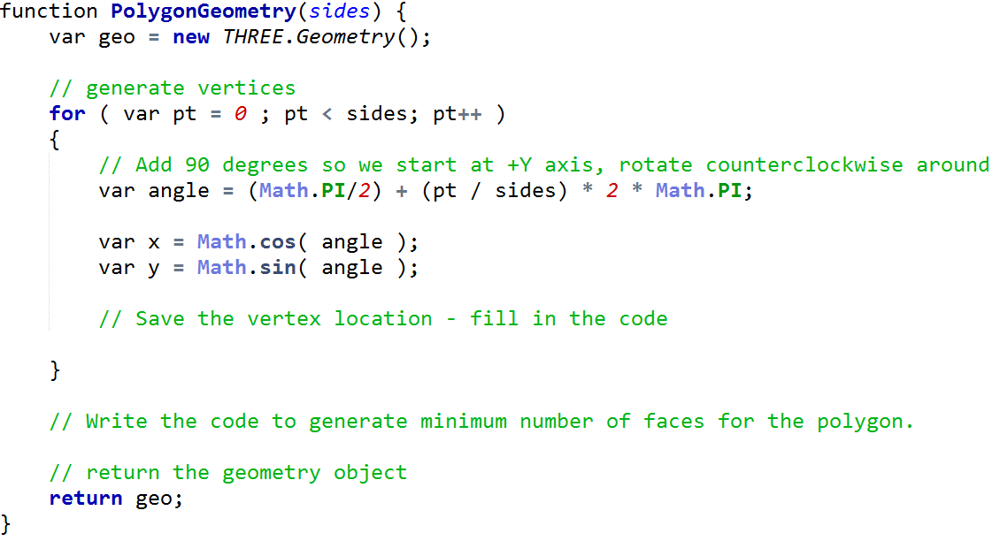 function PolygonGeometry(sides) {
    var geo = new THREE.Geometry();

    // generate vertices
    for ( var pt = 0 ; pt < sides; pt++ )
    {
        // Add 90 degrees so we start at +Y axis, rotate counterclockwise around
        var angle = (Math.PI/2) + (pt / sides) * 2 * Math.PI;

        var x = Math.cos( angle );
        var y = Math.sin( angle );

        // Save the vertex location - fill in the code

    }

    // Write the code to generate minimum number of faces for the polygon.

    // return the geometry object
    return geo;
}